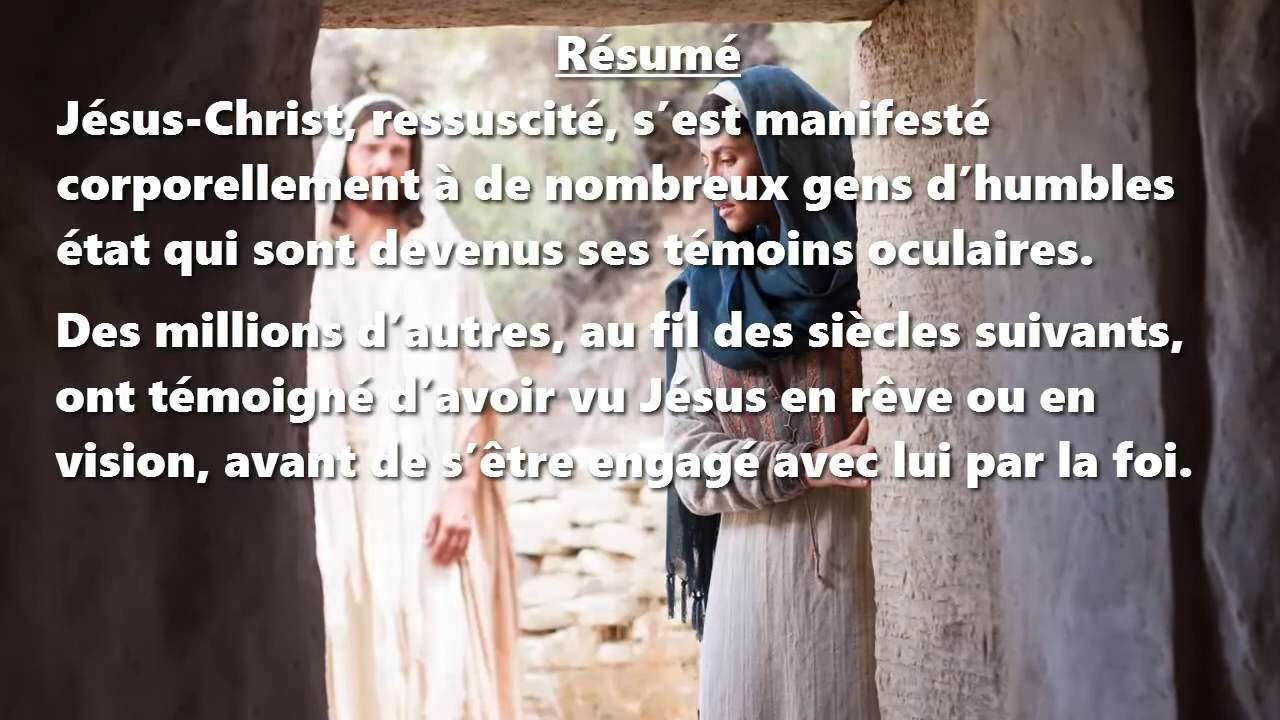 Résumé
Jésus-Christ, ressuscité, s’est manifesté
corporellement à de nombreux gens d’humbles
état qui sont devenus ses témoins oculaires.
Des millions d’autres, au fil des siècles suivants,
ont témoigné d’avoir vu Jésus en rêve ou en
vision, avant de s’être engagé avec lui par la foi.